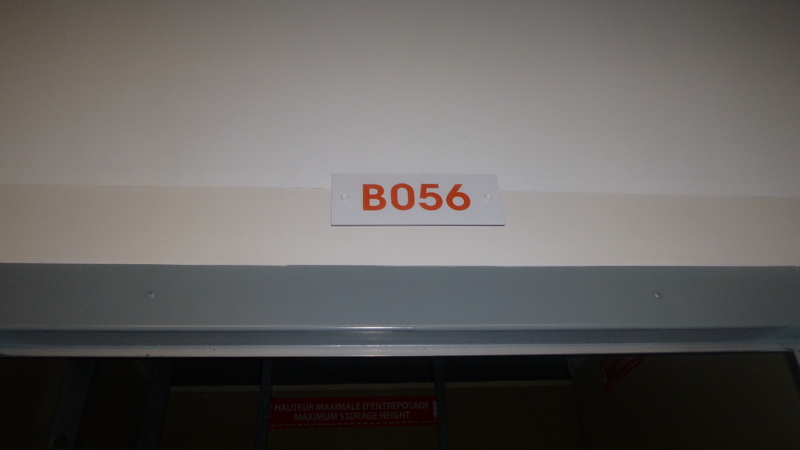 B056
HAUTEUR MAXIMALE D'ENTREPOSAGE
MAXIMUM STORAGE HEIGHT